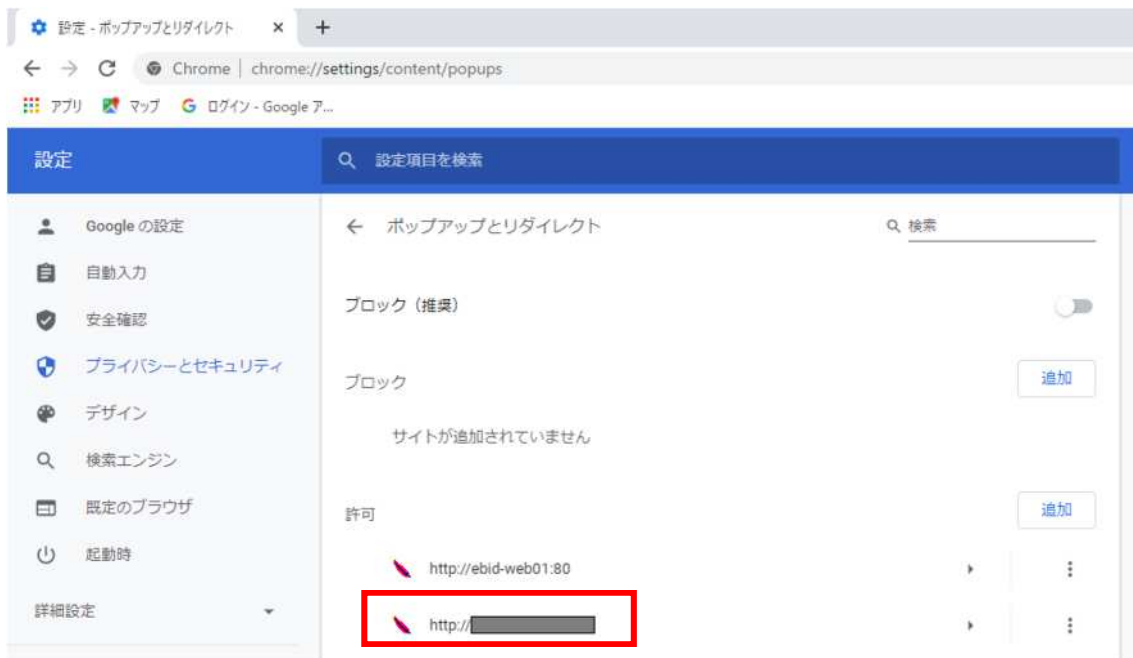 設定 - ポップアップとリダイレクト
Chrome | chrome://settings/content/popups
アプリ マップ ログイン - Google ア...
設定
設定項目を検索
Google の設定
自動入力
安全確認
プライバシーとセキュリティ
デザイン
検索エンジン
既定のブラウザ
起動時
詳細設定
ポップアップとリダイレクト
検索
ブロック（推奨）
ブロック
追加
サイトが追加されていません
許可
追加
http://ebid-web01:80
http://